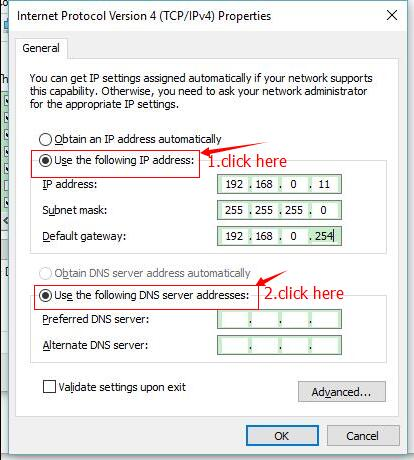 Internet Protocol Version 4 (TCP/IPv4) Properties
General
You can get IP settings assigned automatically if your network supports
this capability. Otherwise, you need to ask your network administrator
for the appropriate IP settings.
Obtain an IP address automatically
Use the following IP address:
1.click here
IP address: 192 . 168 . 0 . 11
Subnet mask: 255 . 255 . 255 . 0
Default gateway: 192 . 168 . 0 . 254
Obtain DNS server address automatically
Use the following DNS server addresses:
2.click here
Preferred DNS server: . . .
Alternate DNS server: . . .
Validate settings upon exit
Advanced...
OK Cancel